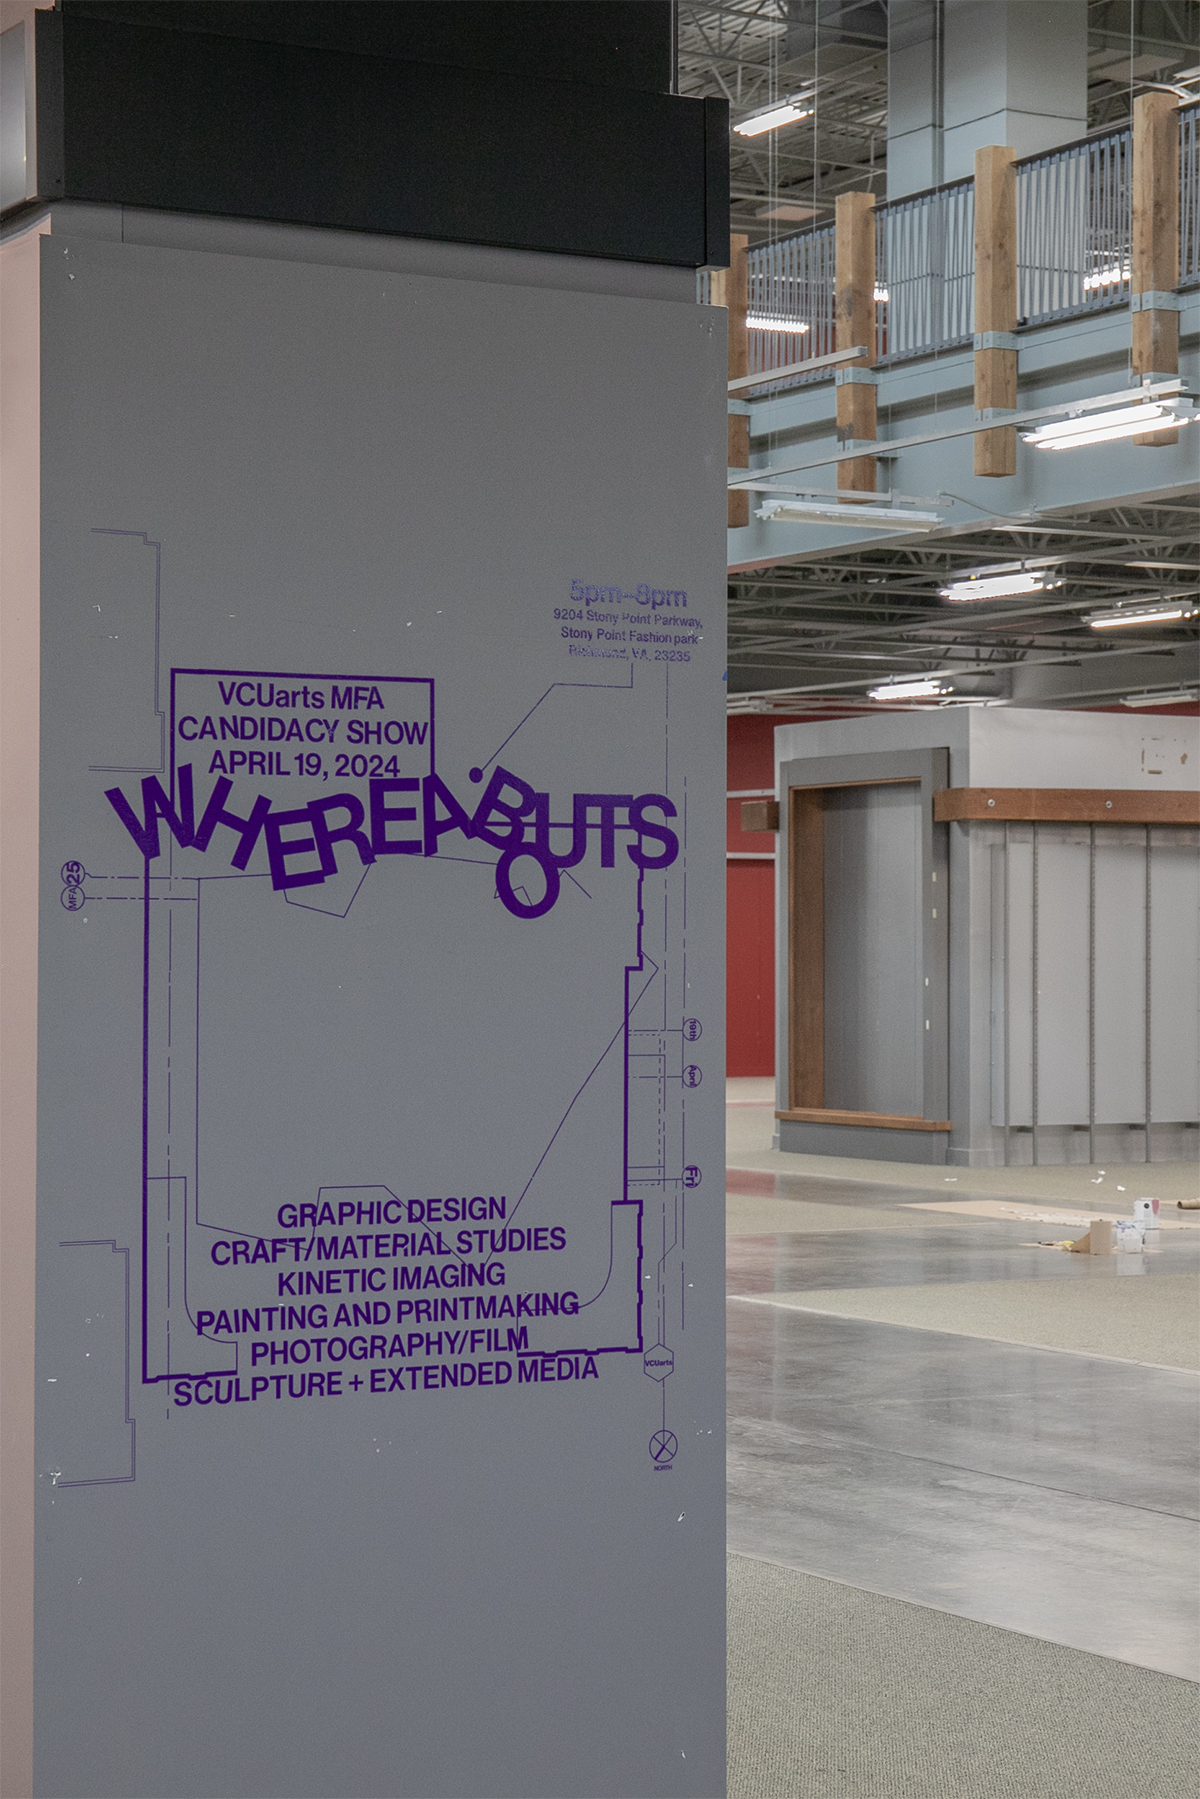 5pm–8pm
9204 Stony Point Parkway,
Stony Point Fashion park
Richmond, VA, 23235
VCUarts MFA
CANDIDACY SHOW
APRIL 19, 2024
WHEREABOUTS
25
MFA
19th
April
Fri
GRAPHIC DESIGN
CRAFT/MATERIAL STUDIES
KINETIC IMAGING
PAINTING AND PRINTMAKING
PHOTOGRAPHY/FILM
SCULPTURE + EXTENDED MEDIA
VCUarts
NORTH